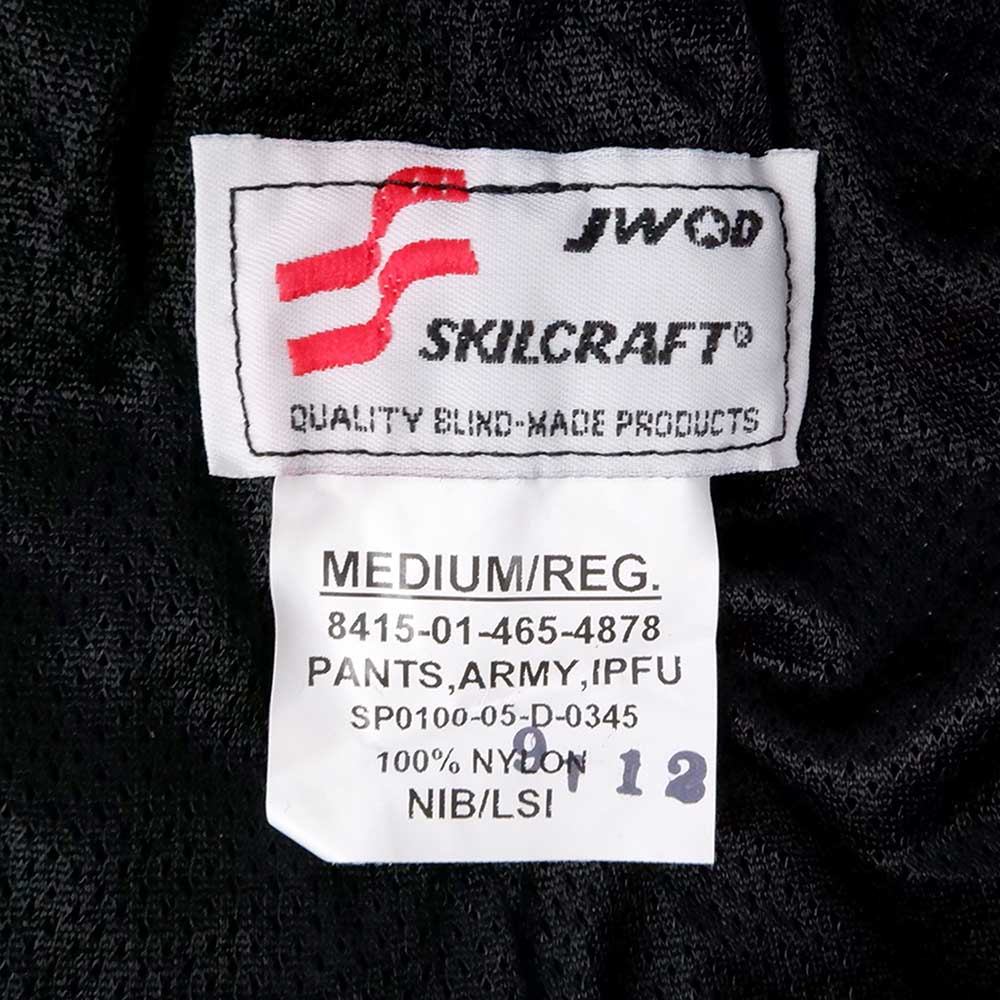 JWOD
SKILCRAFT®
QUALITY BLIND-MADE PRODUCTS
MEDIUM/REG.
8415-01-465-4878
PANTS,ARMY,IPFU
SP0100-05-D-0345
100% NYLON
9, 12
NIB/LSI